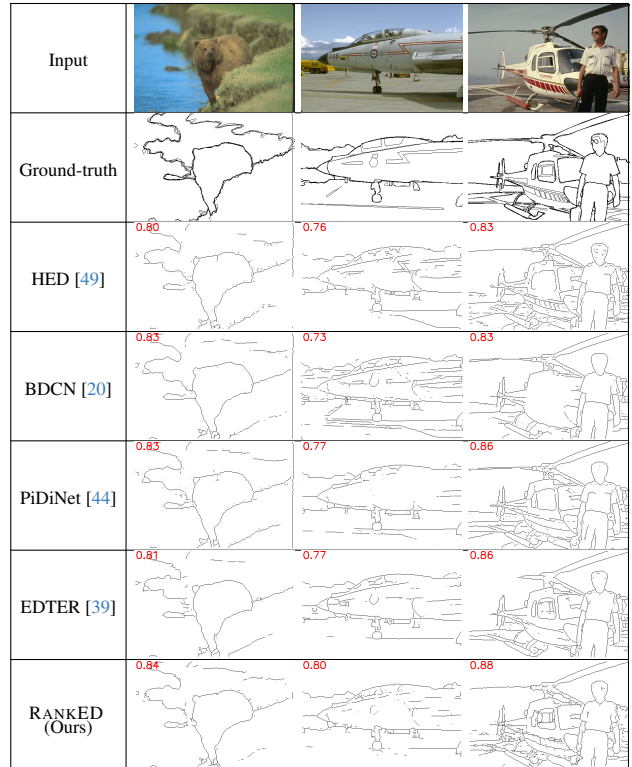 Input
Ground-truth
0.80 0.76 0.83
HED [49]
0.83 0.73 0.83
BDCN [20]
0.83 0.77 0.86
PiDiNet [44]
0.81 0.77 0.86
EDTER [39]
0.84 0.80 0.88
RANKED
(Ours)